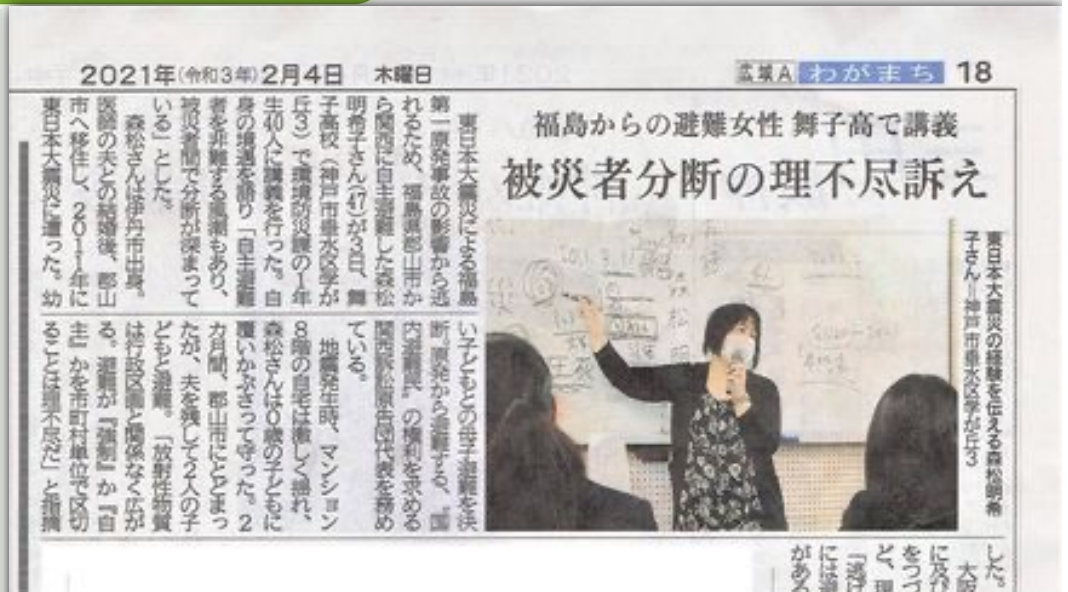 2021年(令和3年)2月4日 木曜日
広域A わがまち 18
福島からの避難女性 舞子高で講義
被災者分断の理不尽訴え
東日本大震災の経験を伝える森松明希
子さん=神戸市垂水区学が丘3
東日本大震災による福島
第一原発事故の影響から逃
れるため、福島県郡山市か
ら関西に自主避難した森松
明希子さん(47)が3日、舞
子高校(神戸市垂水区学が
丘3)で環境防災課の1年
生40人に講義を行った。自
身の境遇を語り「自主避難
者を非難する風潮もあり、
被災者間で分断が深まって
いる」とした。
森松さんは伊丹市出身。
医師の夫との結婚後、郡山
市へ移住し、2011年に
東日本大震災に遭った。幼
い子どもとの母子避難を決
断。原発から避難する、"国
内避難民"の権利を求める
関西訴訟原告団代表を務め
ている。
地震発生時、マンション
8階の自宅は激しく揺れ、
森松さんは0歳の子どもに
覆いかぶさって守った。2
カ月間、郡山市にとどまっ
たが、夫を残して2人の子
どもと避難。「放射性物質
は行政区画と関係なく広が
る。避難が『強制』か『自
主』かを市町村単位で区切
ることは理不尽だ」と指摘
した。
大阪
に及び
をつづ
ど、理
「逃げ
には避
がある